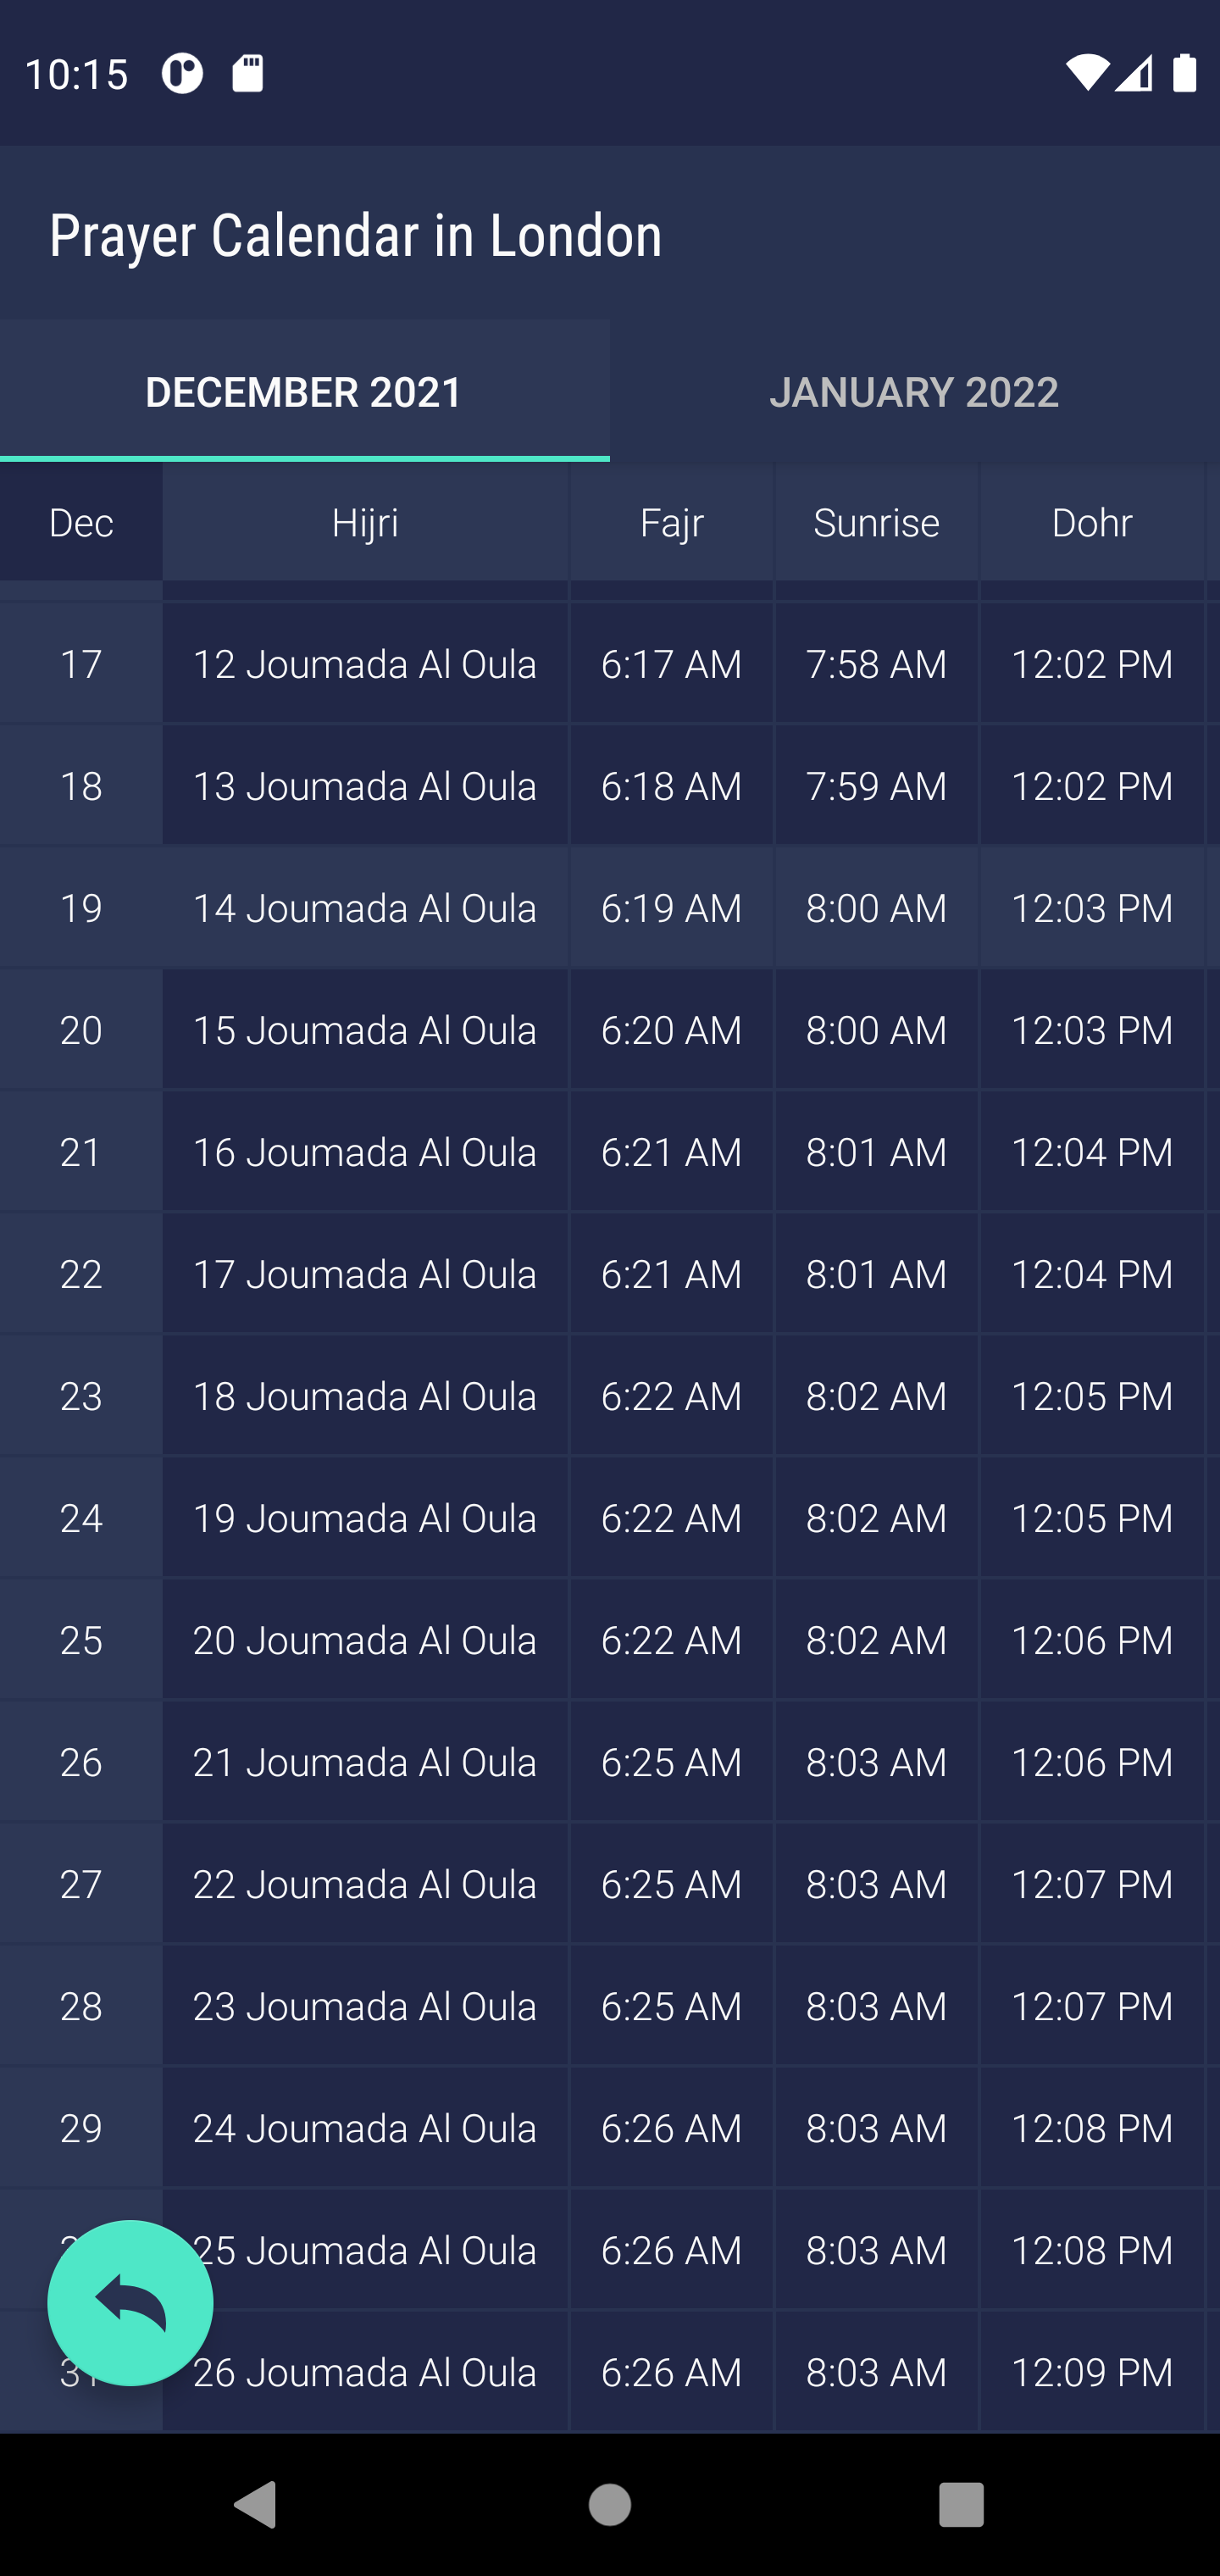 10:15
Prayer Calendar in London
DECEMBER 2021 JANUARY 2022
Dec Hijri Fajr Sunrise Dohr
17 12 Joumada Al Oula 6:17 AM 7:58 AM 12:02 PM
18 13 Joumada Al Oula 6:18 AM 7:59 AM 12:02 PM
19 14 Joumada Al Oula 6:19 AM 8:00 AM 12:03 PM
20 15 Joumada Al Oula 6:20 AM 8:00 AM 12:03 PM
21 16 Joumada Al Oula 6:21 AM 8:01 AM 12:04 PM
22 17 Joumada Al Oula 6:21 AM 8:01 AM 12:04 PM
23 18 Joumada Al Oula 6:22 AM 8:02 AM 12:05 PM
24 19 Joumada Al Oula 6:22 AM 8:02 AM 12:05 PM
25 20 Joumada Al Oula 6:22 AM 8:02 AM 12:06 PM
26 21 Joumada Al Oula 6:25 AM 8:03 AM 12:06 PM
27 22 Joumada Al Oula 6:25 AM 8:03 AM 12:07 PM
28 23 Joumada Al Oula 6:25 AM 8:03 AM 12:07 PM
29 24 Joumada Al Oula 6:26 AM 8:03 AM 12:08 PM
25 Joumada Al Oula 6:26 AM 8:03 AM 12:08 PM
31 26 Joumada Al Oula 6:26 AM 8:03 AM 12:09 PM